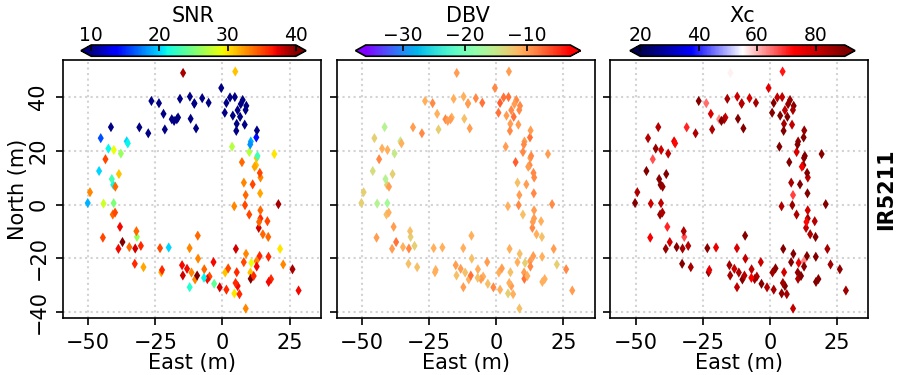 SNR DBV Xc
10 20 30 40 −30 −20 −10 20 40 60 80
40
20
0
−20
−40
North (m)
IR5211
−50 −25 0 25 −50 −25 0 25 −50 −25 0 25
East (m) East (m) East (m)